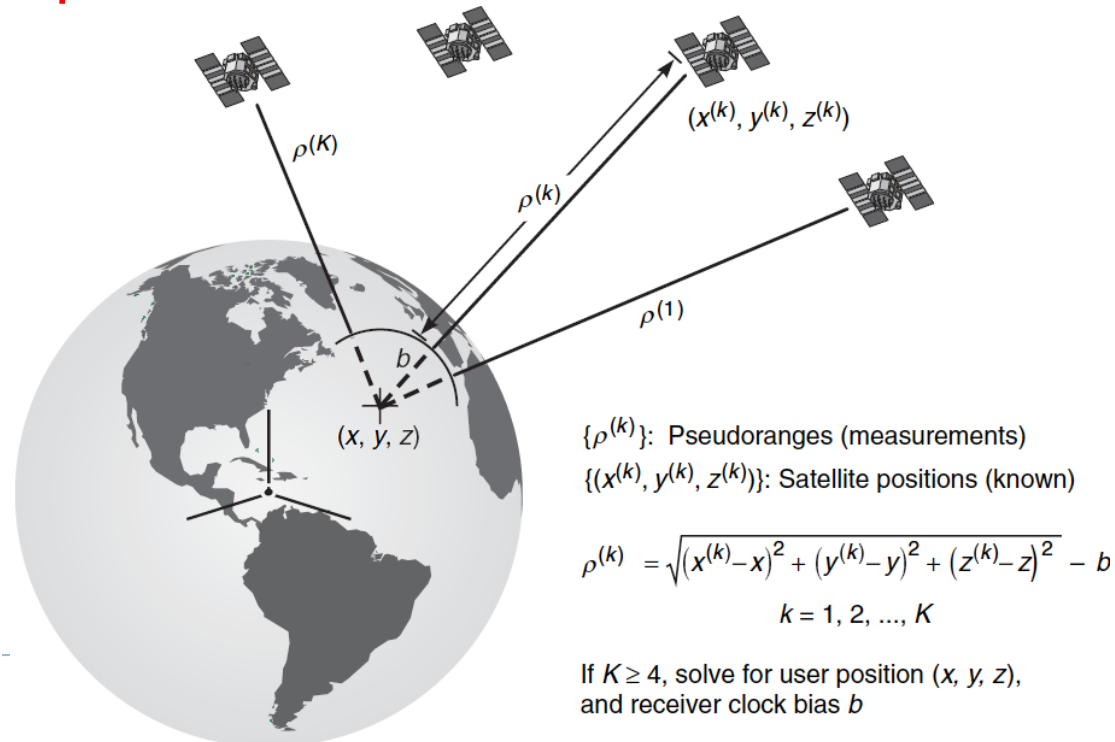 (x^(k), y^(k), z^(k))
ρ^(K)
ρ^(k)
ρ^(1)
b
(x, y, z)
{ρ^(k)}: Pseudoranges (measurements)
{(x^(k), y^(k), z^(k))}: Satellite positions (known)
ρ^(k) = √((x^(k)–x)² + (y^(k)–y)² + (z^(k)–z)²) – b
k = 1, 2, ..., K
If K ≥ 4, solve for user position (x, y, z),
and receiver clock bias b